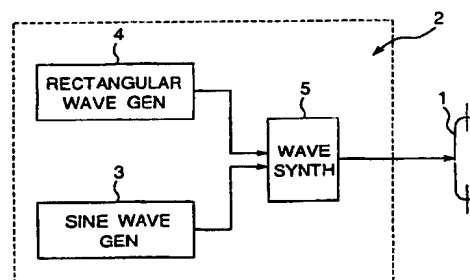 4
2
RECTANGULAR
WAVE GEN
5
1
WAVE
SYNTH
3
SINE WAVE
GEN